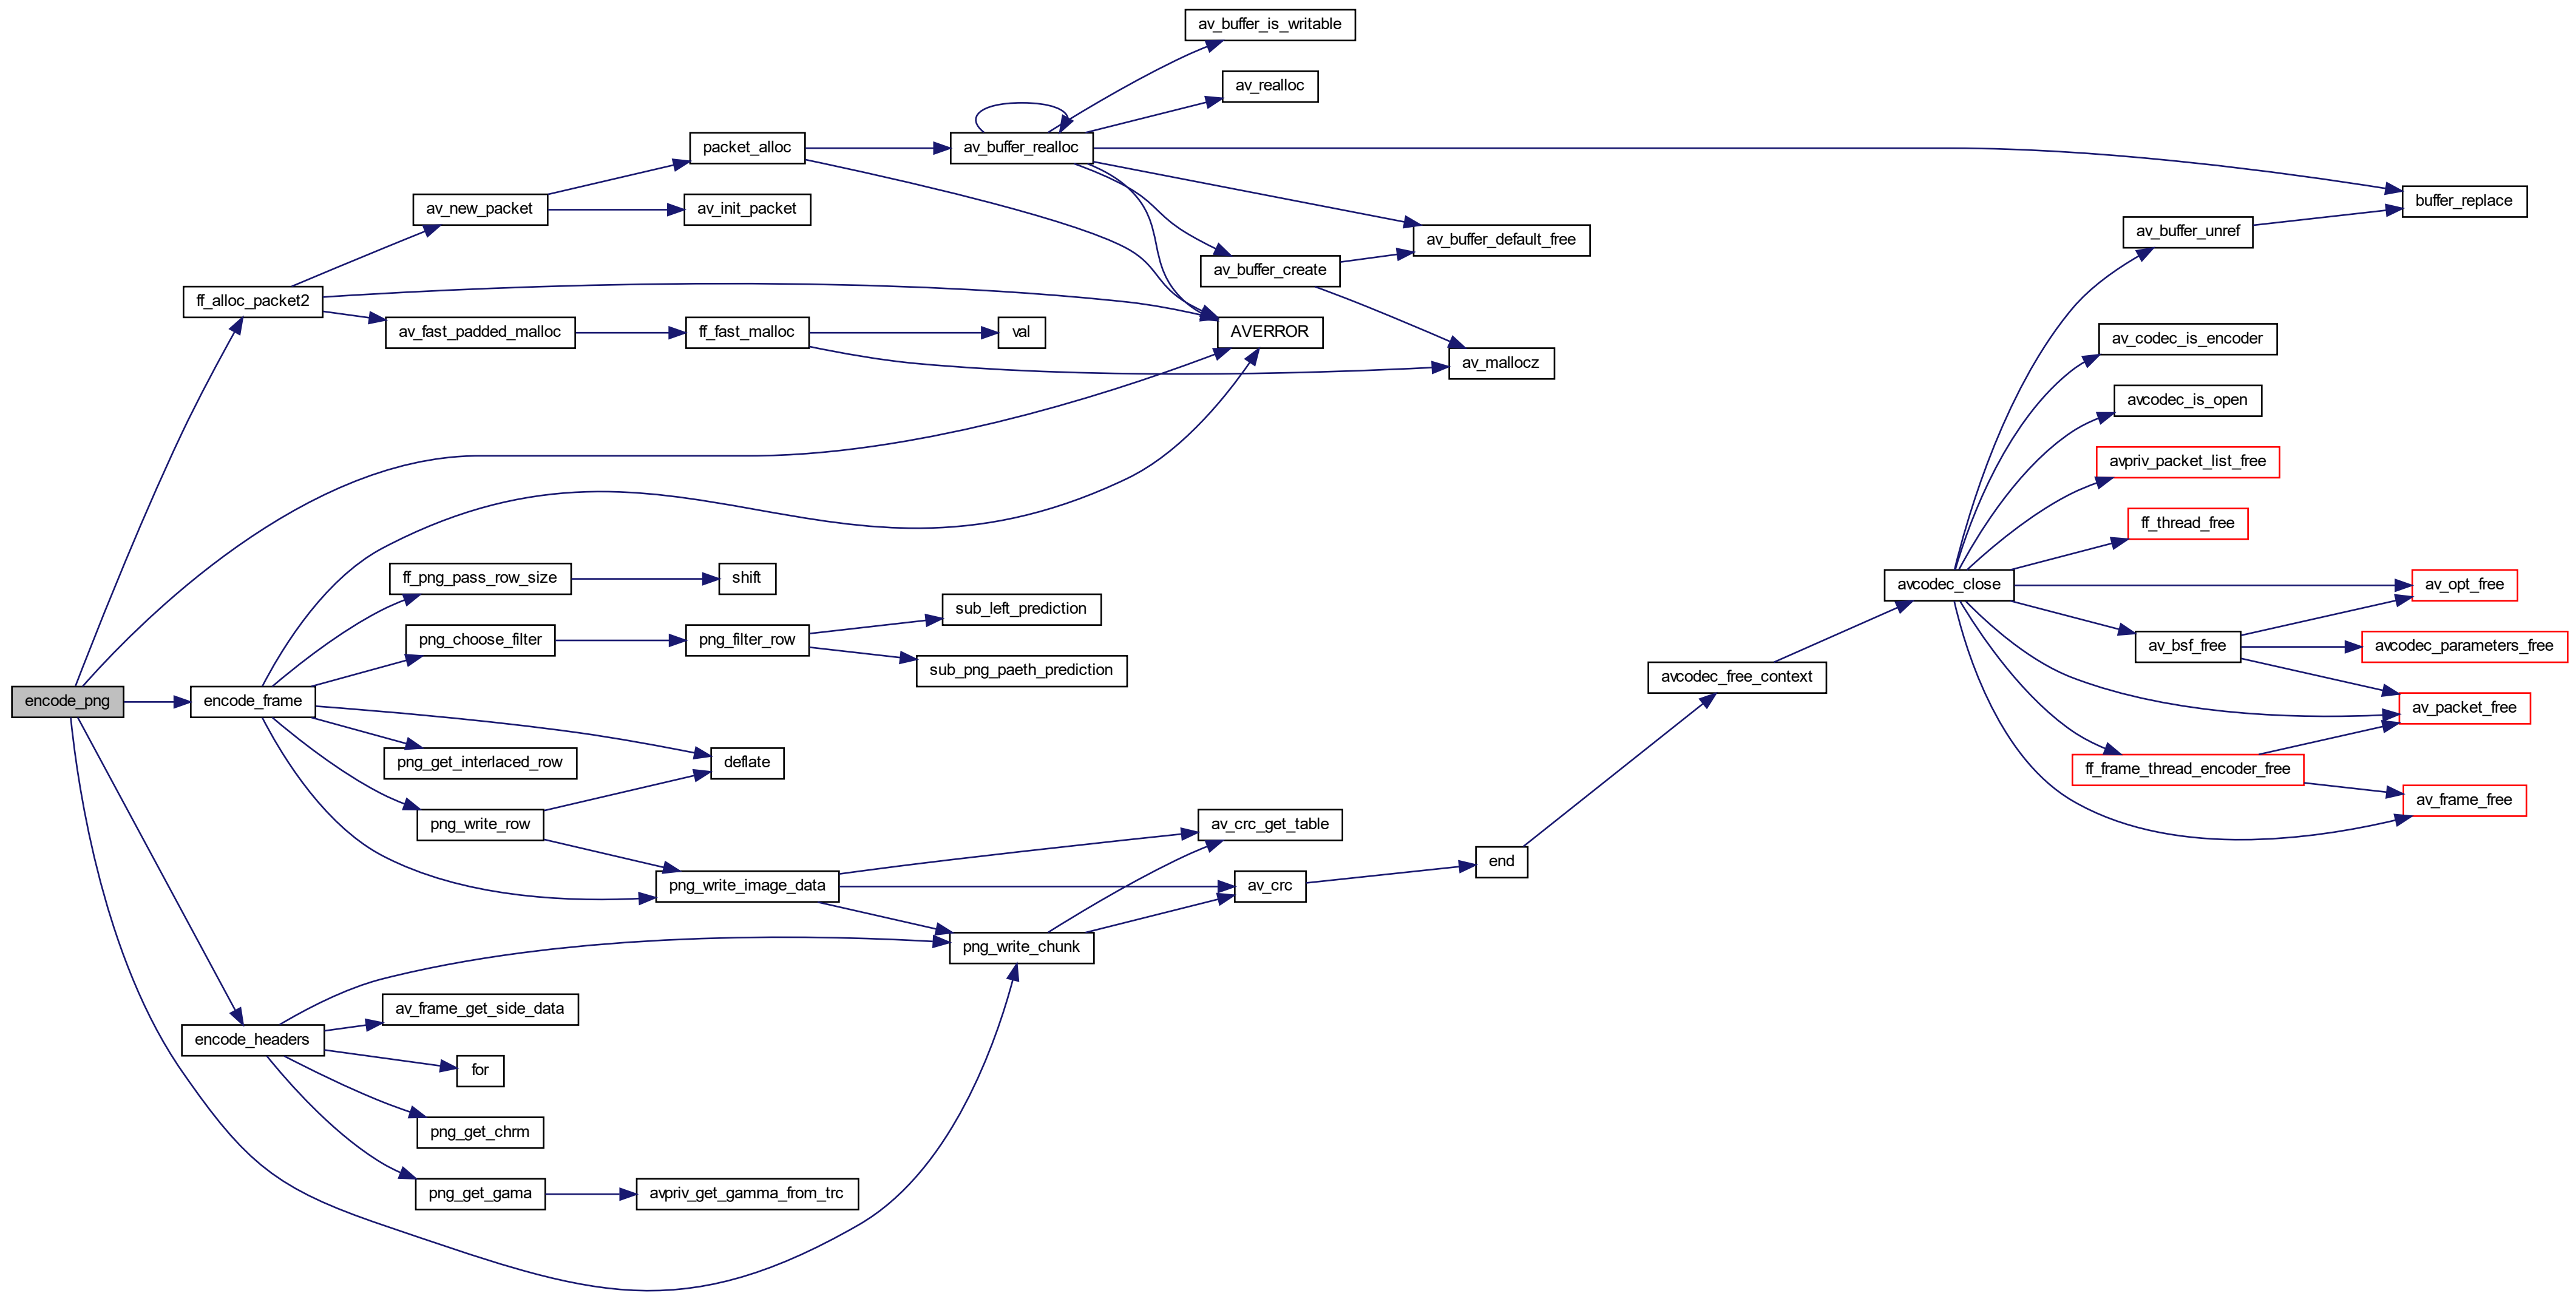 av_buffer_is_writable
av_realloc
packet_alloc
av_buffer_realloc
buffer_replace
av_new_packet
av_init_packet
av_buffer_unref
av_buffer_default_free
av_buffer_create
ff_alloc_packet2
av_fast_padded_malloc
ff_fast_malloc
val
AVERROR
av_codec_is_encoder
av_mallocz
avcodec_is_open
avpriv_packet_list_free
ff_thread_free
ff_png_pass_row_size
shift
avcodec_close
av_opt_free
sub_left_prediction
png_choose_filter
png_filter_row
av_bsf_free
avcodec_parameters_free
sub_png_paeth_prediction
avcodec_free_context
encode_png
encode_frame
av_packet_free
png_get_interlaced_row
deflate
ff_frame_thread_encoder_free
av_frame_free
png_write_row
av_crc_get_table
end
png_write_image_data
av_crc
png_write_chunk
av_frame_get_side_data
encode_headers
for
png_get_chrm
png_get_gama
avpriv_get_gamma_from_trc